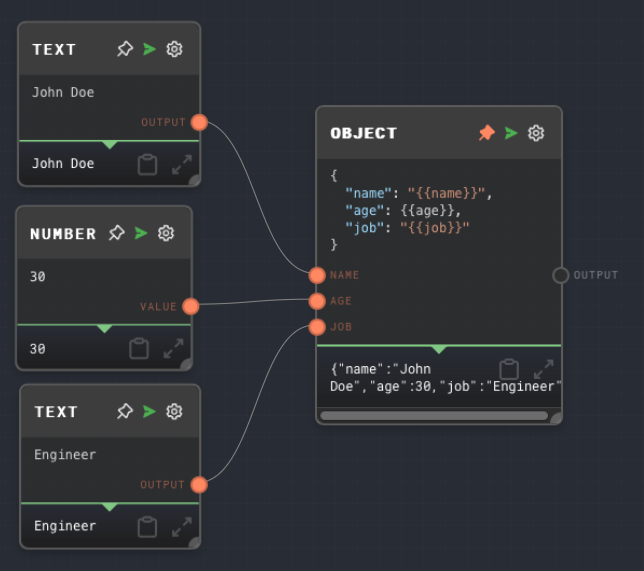 TEXT
John Doe
OUTPUT
John Doe
NUMBER
30
VALUE
30
TEXT
Engineer
OUTPUT
Engineer
OBJECT
{
"name": "{{name}}",
"age": {{age}},
"job": "{{job}}"
}
NAME
OUTPUT
AGE
JOB
{"name":"John
Doe","age":30,"job":"Engineer"